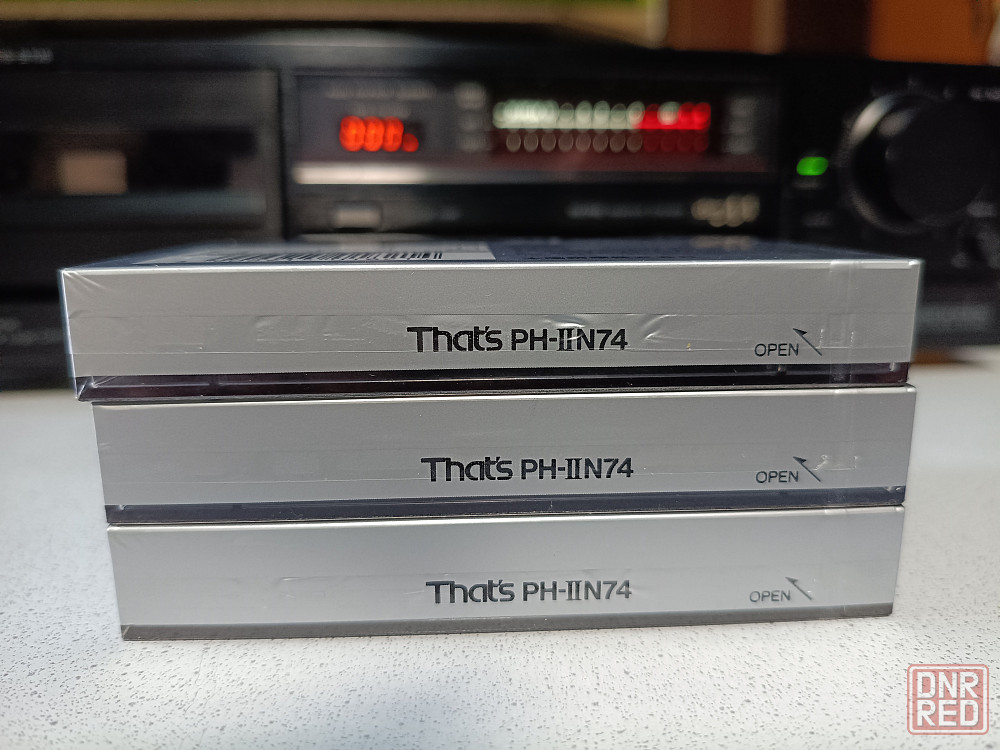 That's PH-IIN74
OPEN
That's PH-IIN74
OPEN
That's PH-IIN74
OPEN
DNR
RED